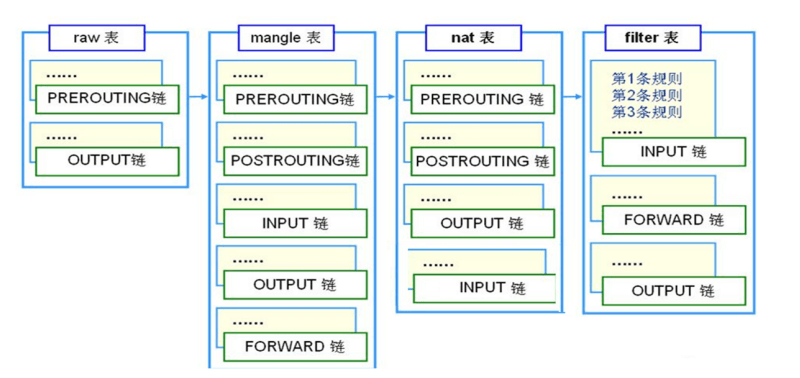 raw 表
......
PREROUTING链
......
OUTPUT链
mangle 表
......
PREROUTING链
......
POSTROUTING链
......
INPUT 链
......
OUTPUT 链
......
FORWARD 链
nat 表
......
PREROUTING 链
......
POSTROUTING 链
......
OUTPUT 链
......
INPUT 链
filter 表
第1条规则
第2条规则
第3条规则
......
INPUT 链
......
FORWARD 链
......
OUTPUT 链